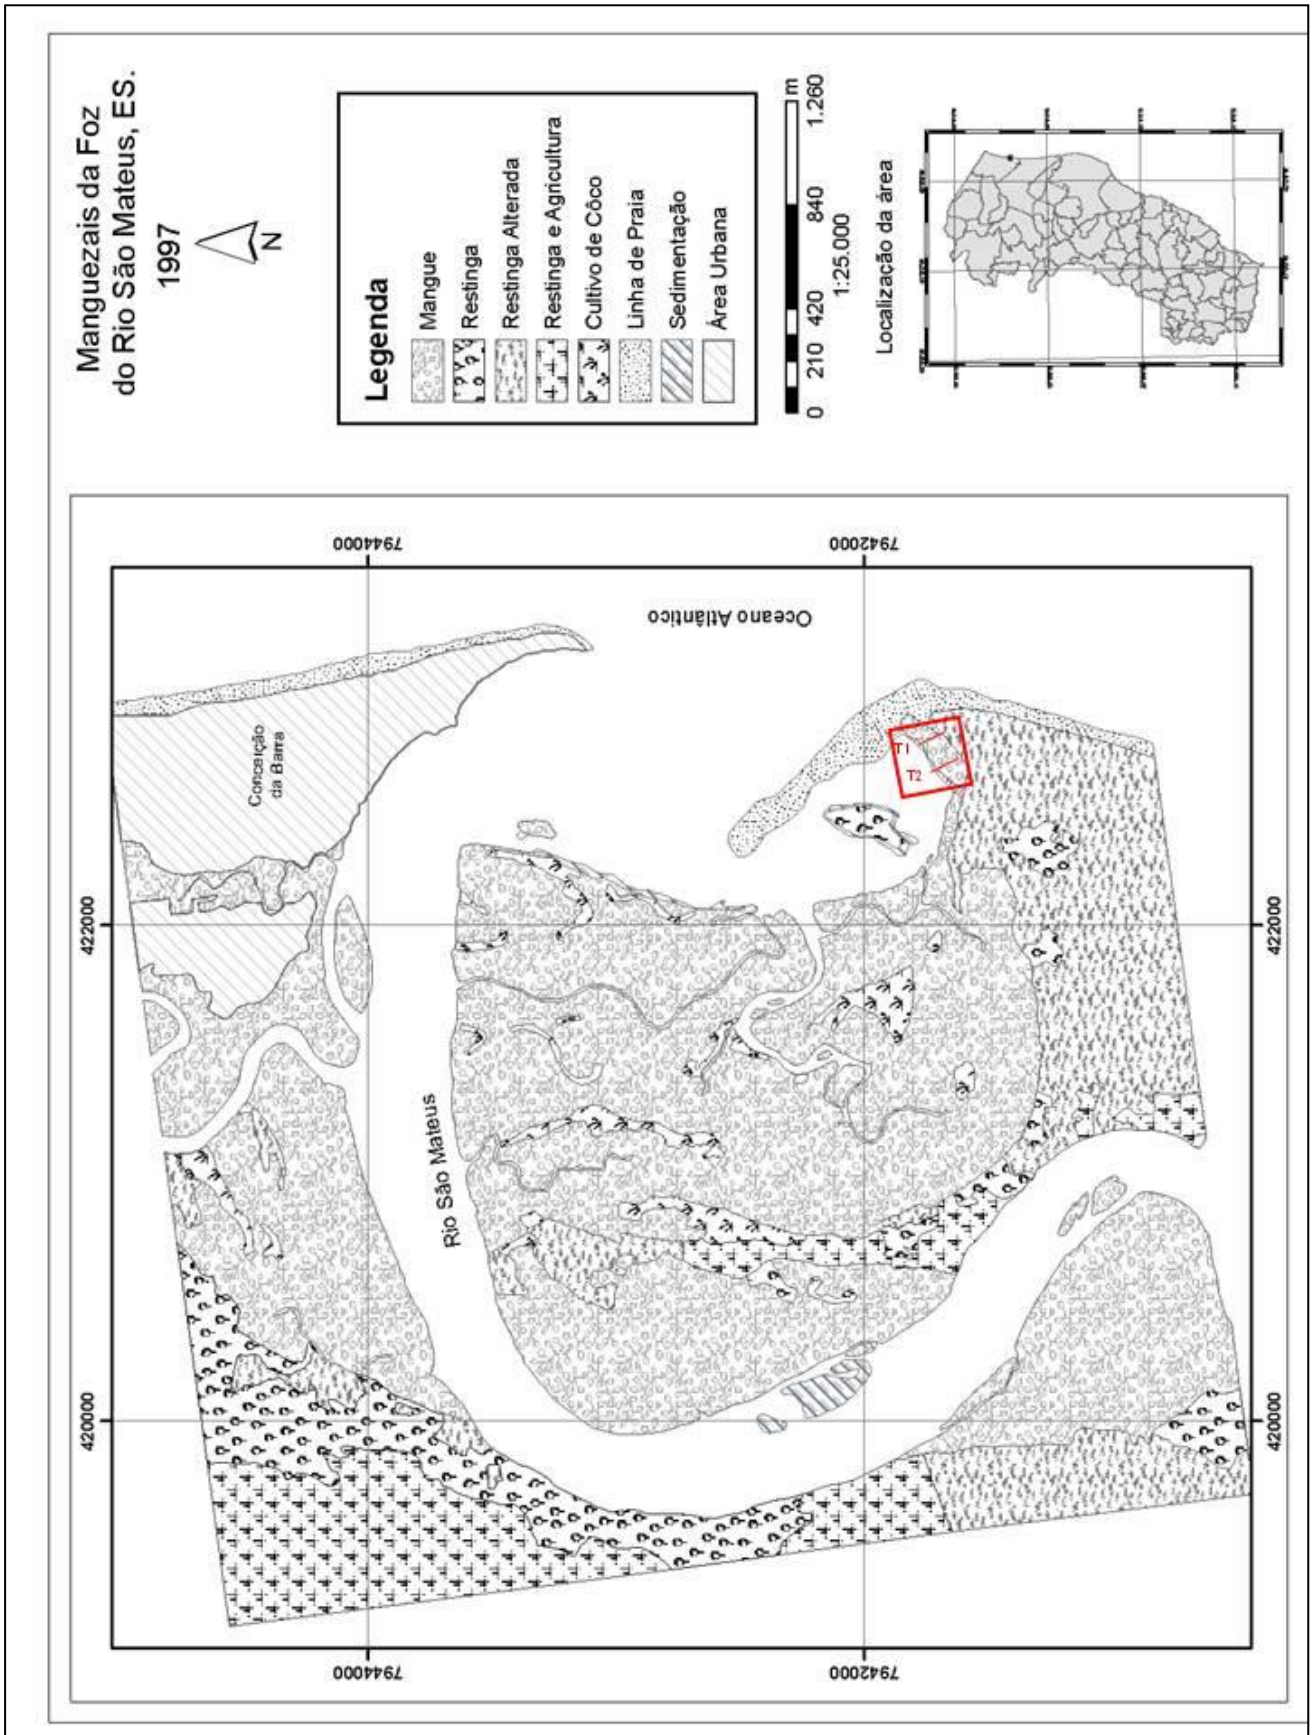 Manguezais da Foz
do Rio São Mateus, ES.
1997
N
Legenda
Mangue
Restinga
Restinga Alterada
Restinga e Agricultura
Cultivo de Côco
Linha de Praia
Sedimentação
Área Urbana
0 210 420 840 1.260 m
1:25.000
Localização da área
420000
422000
7944000
7944000
7942000
7942000
Conceição
da Barra
Rio São Mateus
Oceano Atlântico
T1
T2
420000
422000